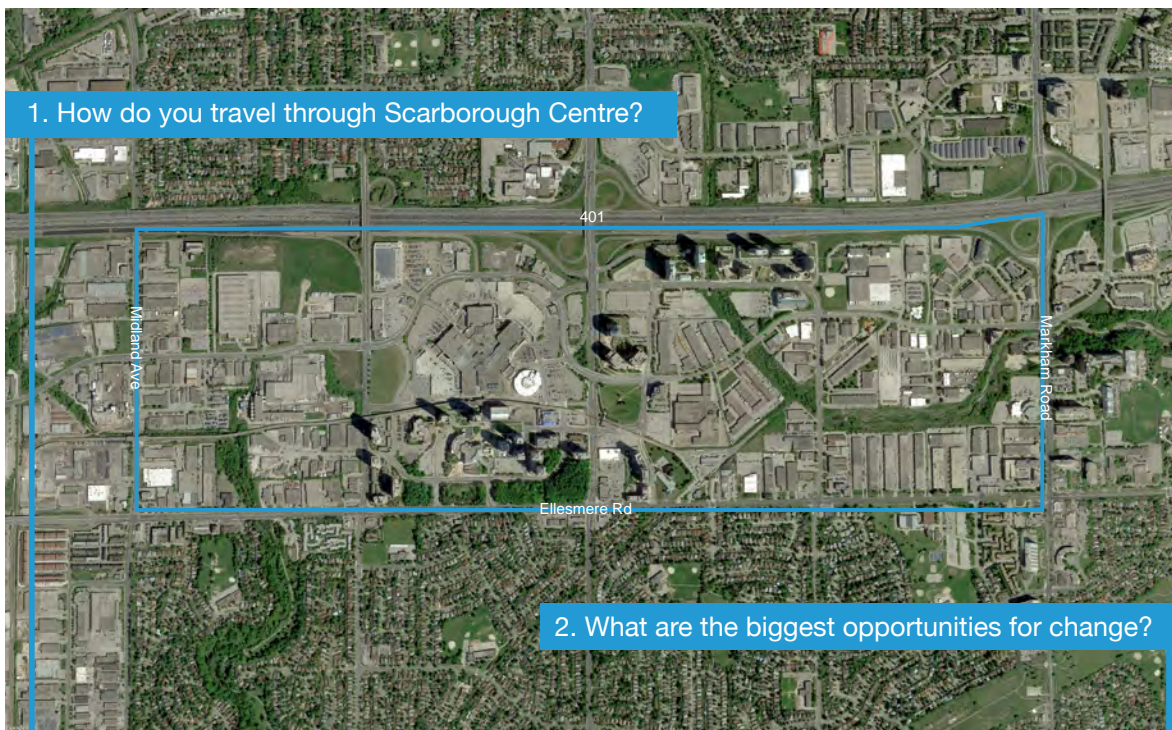 1. How do you travel through Scarborough Centre?
401
Midland Ave
Markham Road
Ellesmere Rd
2. What are the biggest opportunities for change?